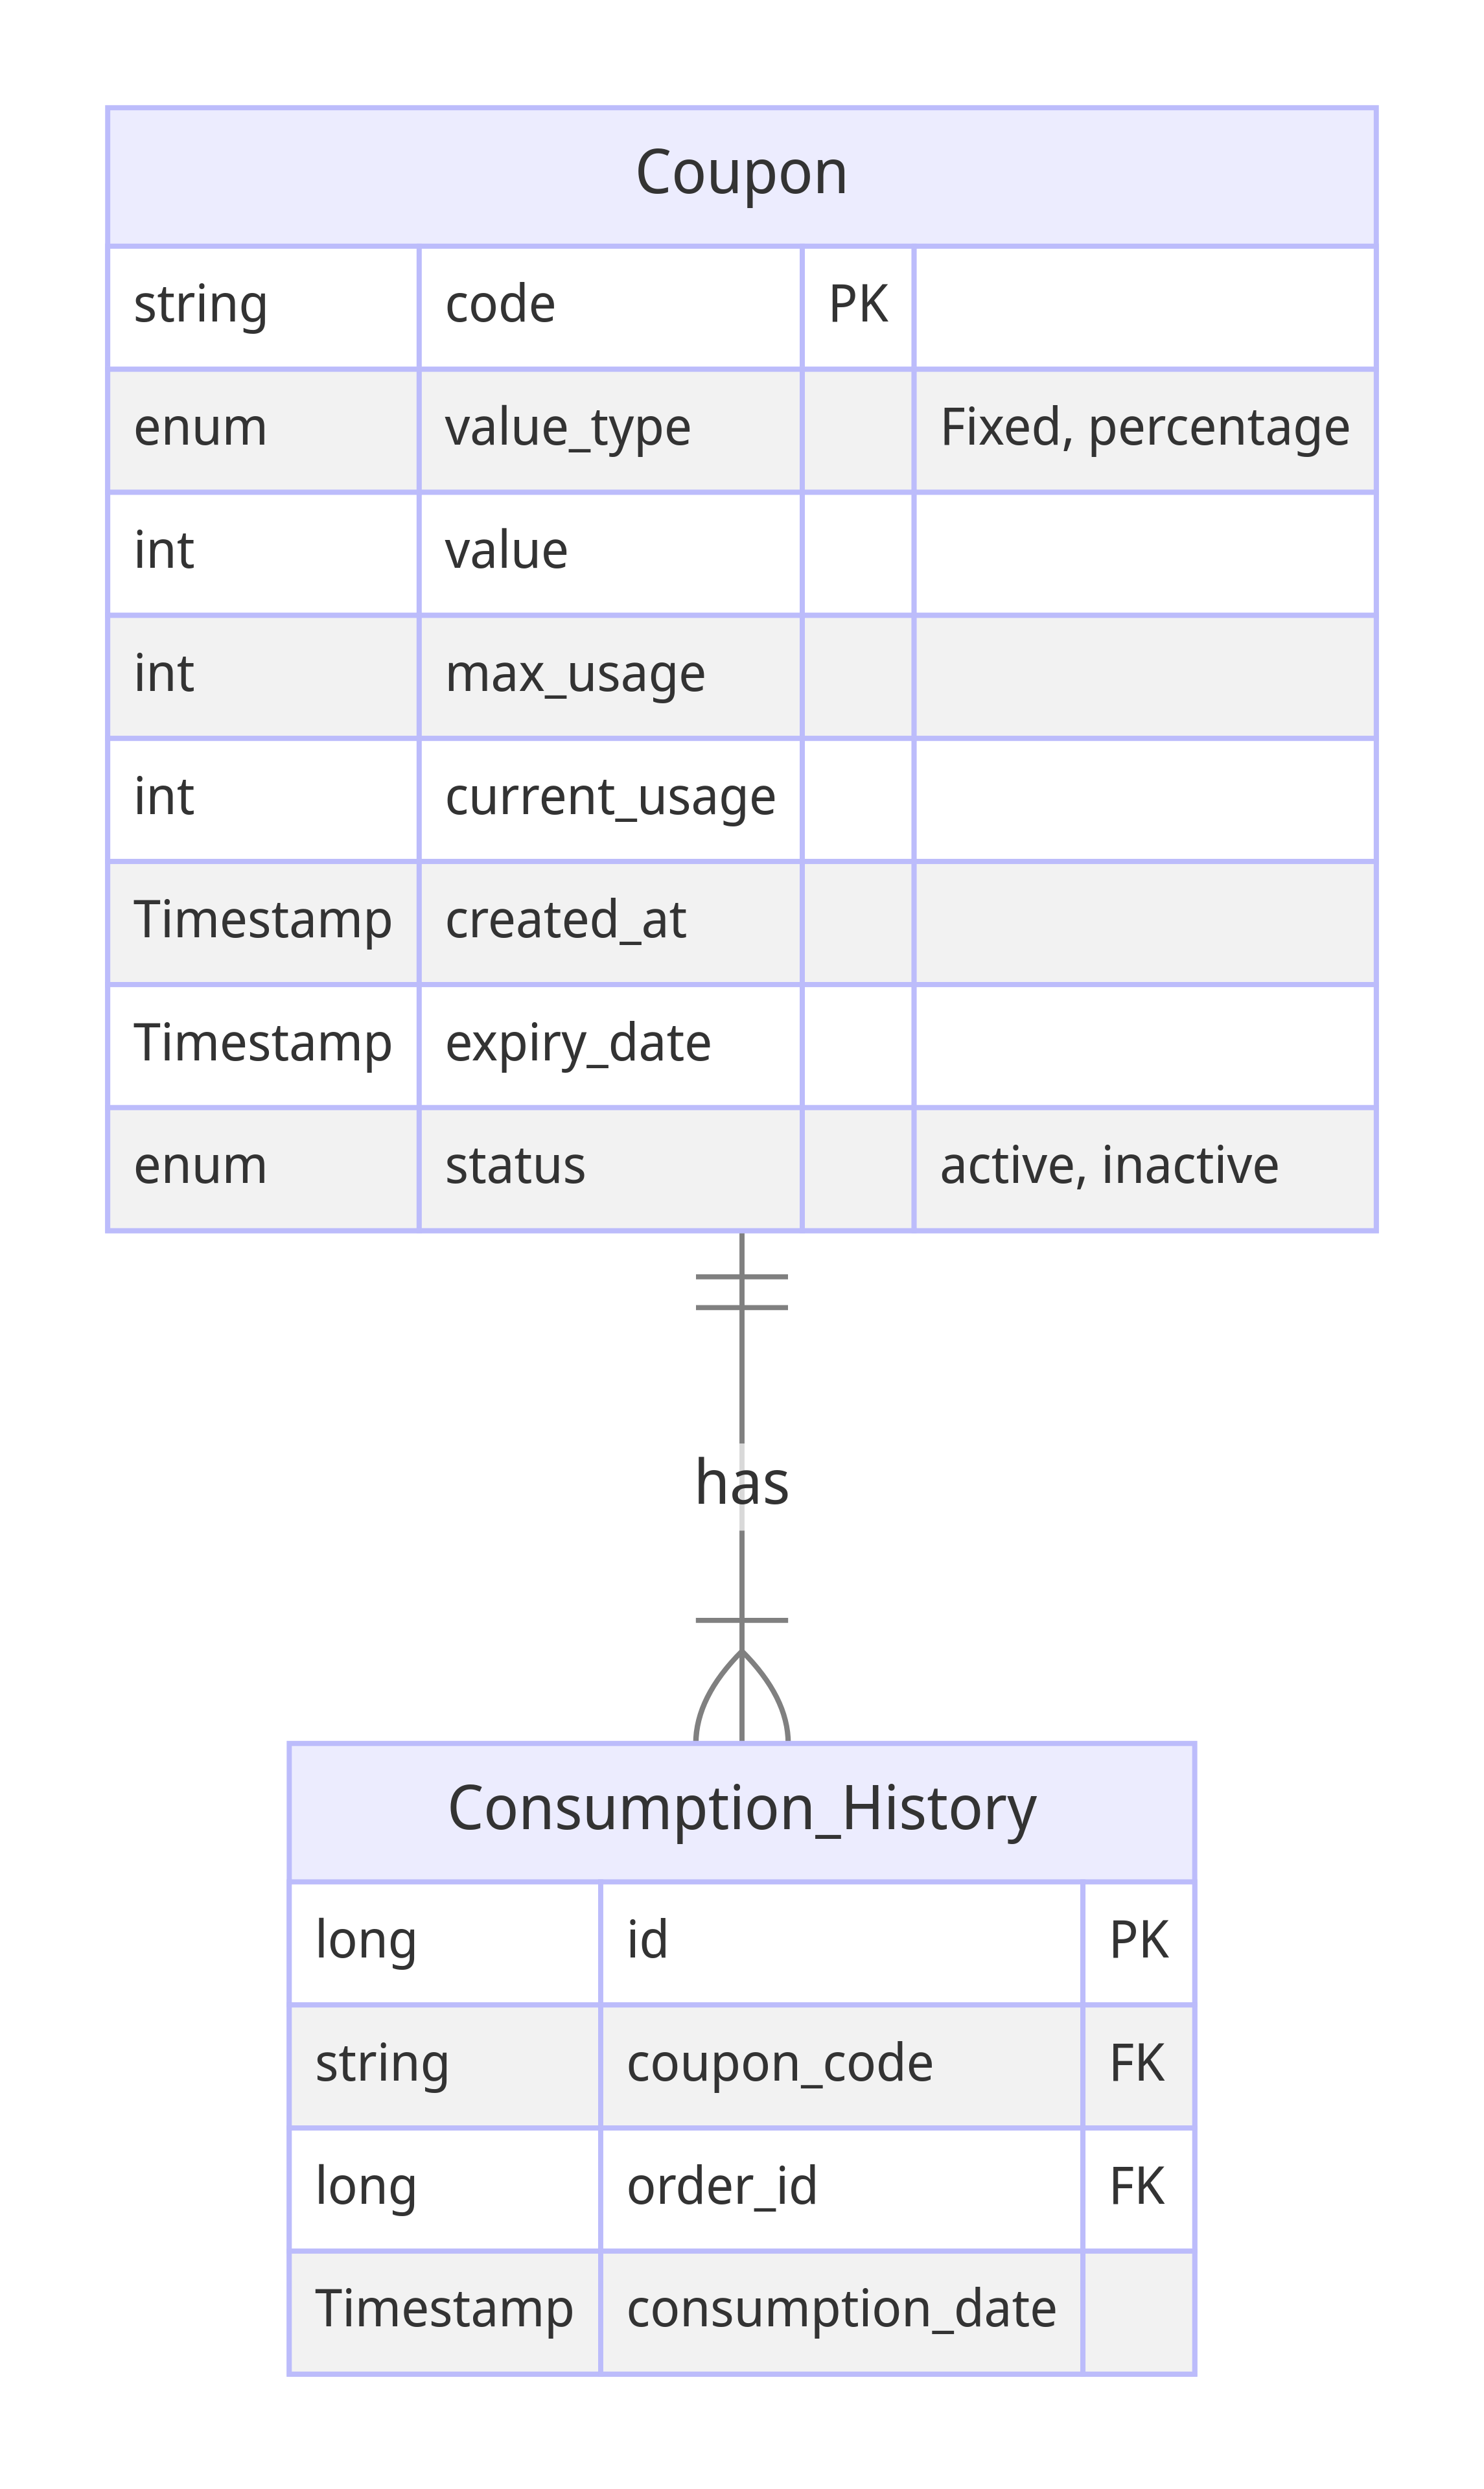 Coupon
string code PK
enum value_type Fixed, percentage
int value
int max_usage
int current_usage
Timestamp created_at
Timestamp expiry_date
enum status active, inactive
has
Consumption_History
long id PK
string coupon_code FK
long order_id FK
Timestamp consumption_date